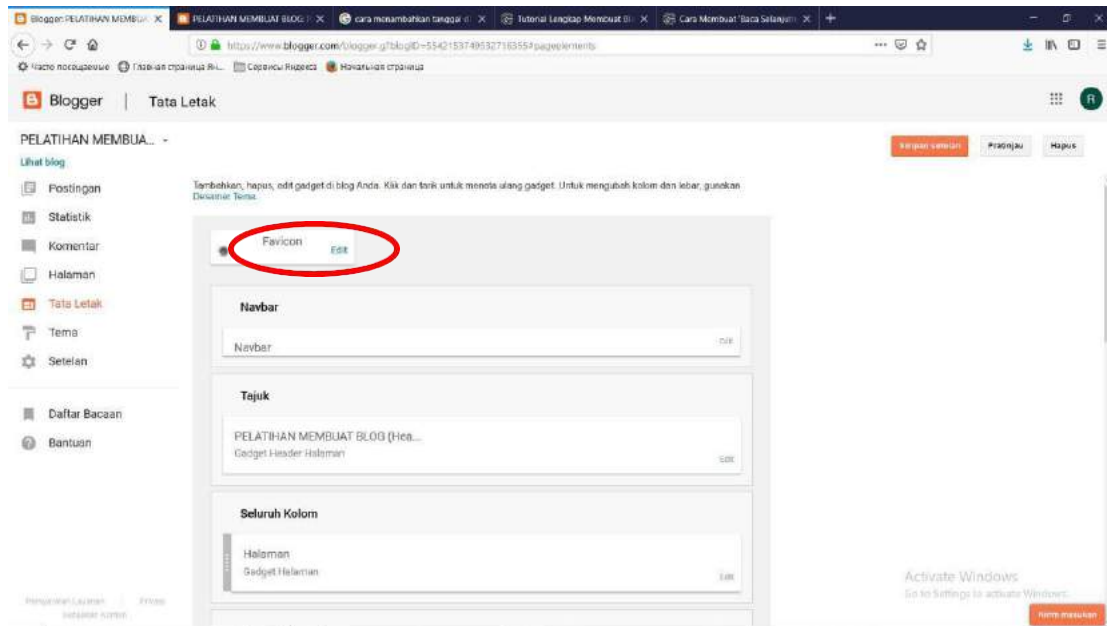 Blogger: PELATIHAN MEMBUA
PELATIHAN MEMBUAT BLOG:
cara menambahkan tanggal d
Tutorial Lengkap Membuat Bl
Cara Membuat "Baca Selanjutn
https://www.blogger.com/blogger.g?blogID=5542153749532716355#pageelements
Часто посещаемые
Главная страница Ян...
Сервисы Яндекса
Начальная страница
Blogger | Tata Letak
R
PELATIHAN MEMBUA...
Lihat blog
Simpan setelan
Pratinjau
Hapus
Tambahkan, hapus, edit gadget di blog Anda. Klik dan tarik untuk menata ulang gadget. Untuk mengubah kolom dan lebar, gunakan
Desainer Tema.
Postingan
Statistik
Komentar
Halaman
Tata Letak
Tema
Setelan
Daftar Bacaan
Bantuan
Favicon
Edit
Navbar
Navbar
Edit
Tajuk
PELATIHAN MEMBUAT BLOG (Hea...
Gadget Header Halaman
Edit
Seluruh Kolom
Halaman
Gadget Halaman
Edit
Activate Windows
Go to Settings to activate Windows.
Kirim masukan